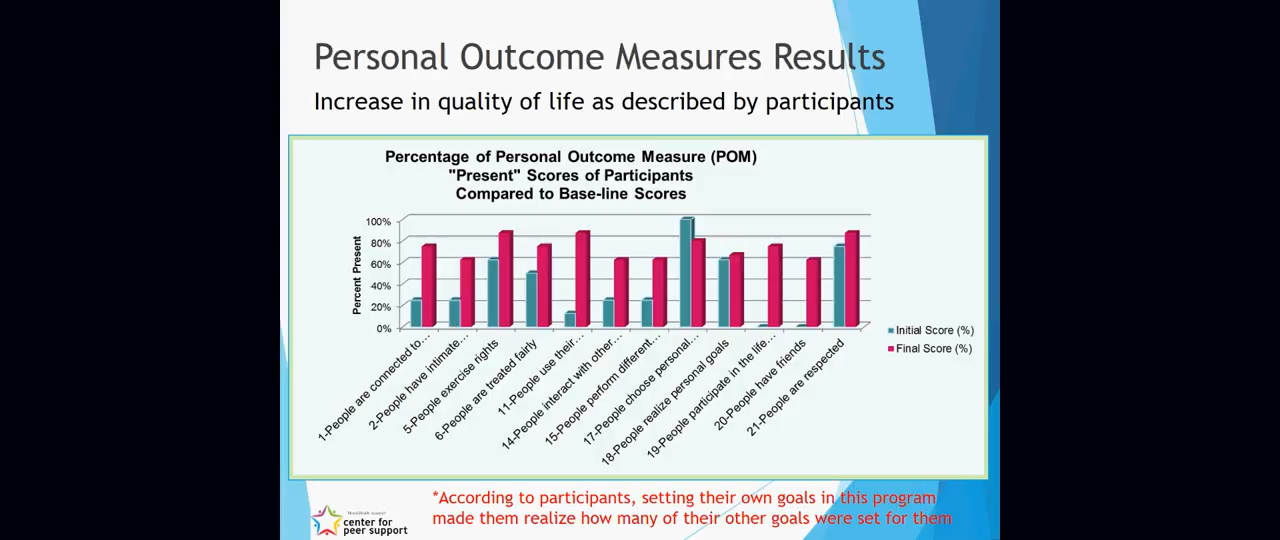 Personal Outcome Measures Results
Increase in quality of life as described by participants
Percentage of Personal Outcome Measure (POM)
"Present" Scores of Participants
Compared to Base-line Scores
Percent Present
100%
80%
60%
40%
20%
0%
1-People are connected to...
2-People have intimate...
5-People exercise rights
6-People are treated fairly
11-People use their...
14-People interact with other...
15-People perform different...
17-People choose personal...
18-People realize personal goals
19-People participate in the life...
20-People have friends
21-People are respected
Initial Score (%)
Final Score (%)
*According to participants, setting their own goals in this program
made them realize how many of their other goals were set for them
center for
peer support